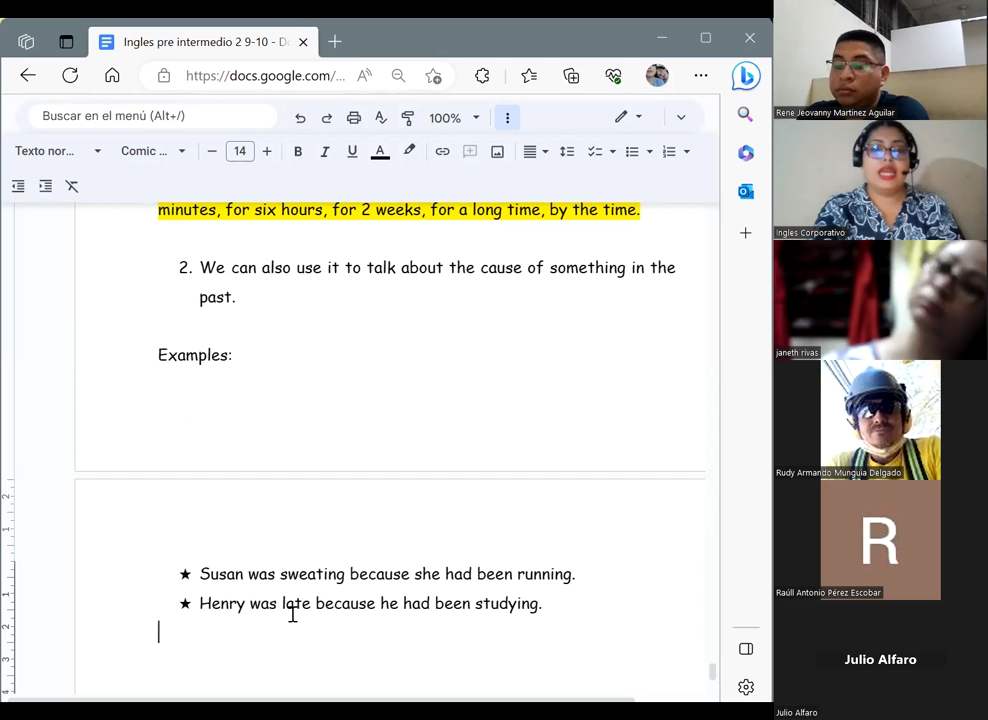 Ingles pre intermedio 2 9-10 - Do
https://docs.google.com/...
Buscar en el menú (Alt+/)
100%
Texto nor...
Comic ...
14
B
I
U
A
minutes, for six hours, for 2 weeks, for a long time, by the time.
2. We can also use it to talk about the cause of something in the
past.
Examples:
★ Susan was sweating because she had been running.
★ Henry was late because he had been studying.
Rene Jeovanny Martinez Aguilar
Ingles Corporativo
janeth rivas
Rudy Armando Munguia Delgado
R
Raúll Antonio Pérez Escobar
Julio Alfaro
Julio Alfaro